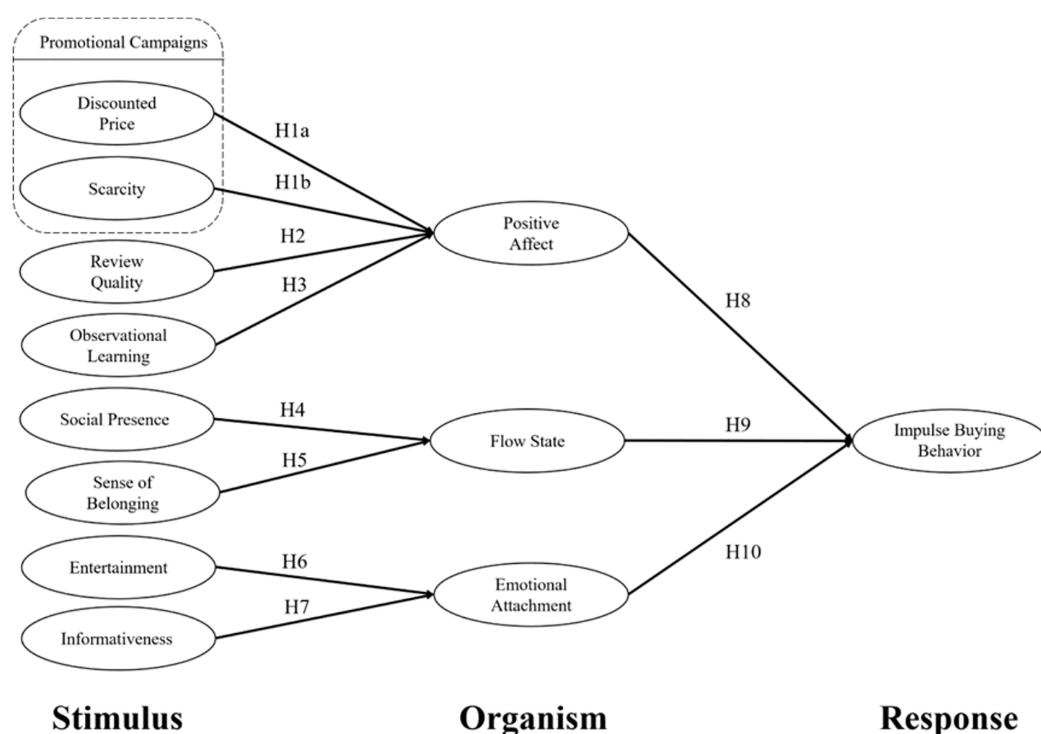 Promotional Campaigns
Discounted
Price
H1a
Scarcity
H1b
Positive
Affect
Review
Quality
H2
Observational
Learning
H3
H8
Social Presence
H4
Flow State
H9
Impulse Buying
Behavior
Sense of
Belonging
H5
Entertainment
H6
Emotional
Attachment
H10
Informativeness
H7
Stimulus
Organism
Response